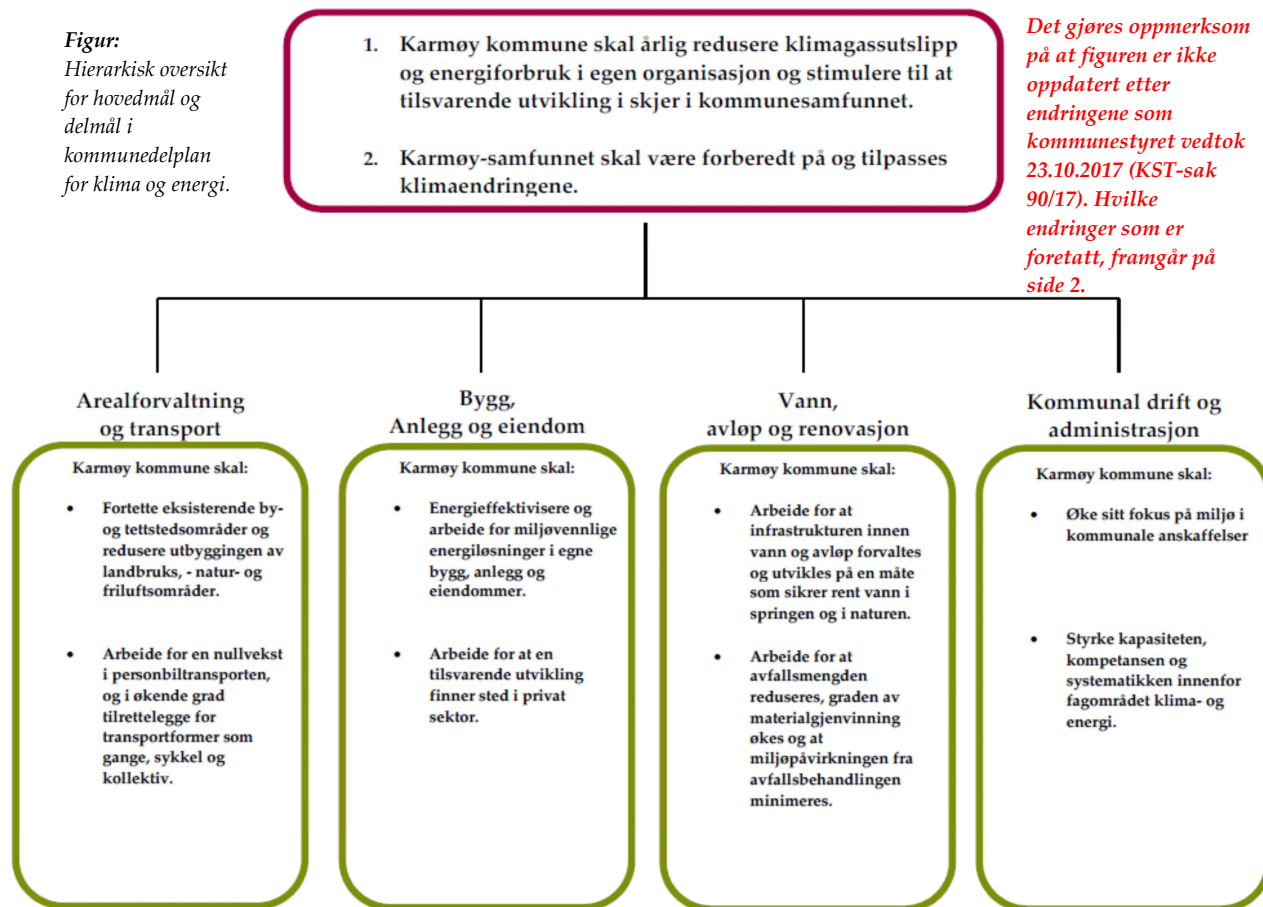 Figur:
Hierarkisk oversikt
for hovedmål og
delmål i
kommunedelplan
for klima og energi.
1. Karmøy kommune skal årlig redusere klimagassutslipp
og energiforbruk i egen organisasjon og stimulere til at
tilsvarende utvikling i skjer i kommunesamfunnet.
2. Karmøy-samfunnet skal være forberedt på og tilpasses
klimaendringene.
Det gjøres oppmerksom
på at figuren er ikke
oppdatert etter
endringene som
kommunestyret vedtok
23.10.2017 (KST-sak
90/17). Hvilke
endringer som er
foretatt, framgår på
side 2.
Arealforvaltning
og transport
Karmøy kommune skal:
• Fortette eksisterende by-
og tettstedsområder og
redusere utbyggingen av
landbruks, - natur- og
friluftsområder.
• Arbeide for en nullvekst
i personbiltransporten,
og i økende grad
tilrettelegge for
transportformer som
gange, sykkel og
kollektiv.
Bygg,
Anlegg og eiendom
Karmøy kommune skal:
• Energieffektivisere og
arbeide for miljøvennlige
energiløsninger i egne
bygg, anlegg og
eiendommer.
• Arbeide for at en
tilsvarende utvikling
finner sted i privat
sektor.
Vann,
avløp og renovasjon
Karmøy kommune skal:
• Arbeide for at
infrastrukturen innen
vann og avløp forvaltes
og utvikles på en måte
som sikrer rent vann i
springen og i naturen.
• Arbeide for at
avfallsmengden
reduseres, graden av
materialgjenvinning
økes og at
miljøpåvirkningen fra
avfallsbehandlingen
minimeres.
Kommunal drift og
administrasjon
Karmøy kommune skal:
• Øke sitt fokus på miljø i
kommunale anskaffelser
• Styrke kapasiteten,
kompetansen og
systematikken innenfor
fagområdet klima- og
energi.